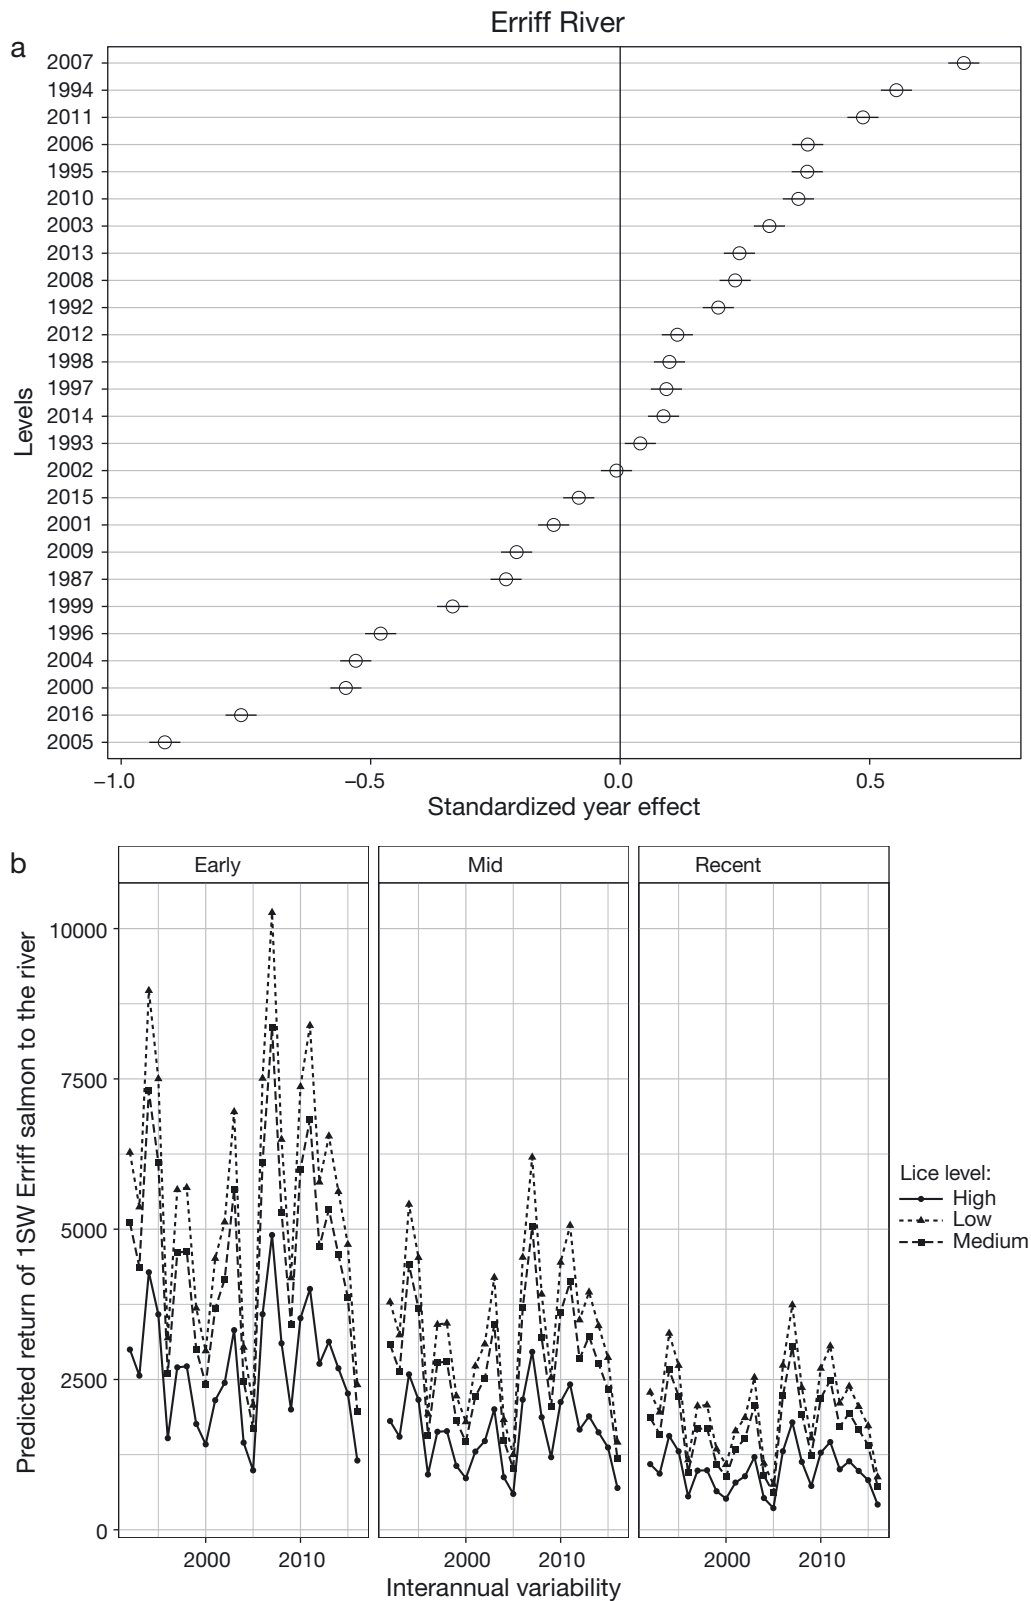 Erriff River
a
2007
1994
2011
2006
1995
2010
2003
2013
2008
1992
2012
1998
1997
2014
1993
2002
2015
2001
2009
1987
1999
1996
2004
2000
2016
2005
Levels
−1.0 −0.5 0.0 0.5
Standardized year effect
b
Early Mid Recent
10000
7500
5000
2500
0
Predicted return of 1SW Erriff salmon to the river
Lice level:
High
Low
Medium
2000 2010 2000 2010 2000 2010
Interannual variability